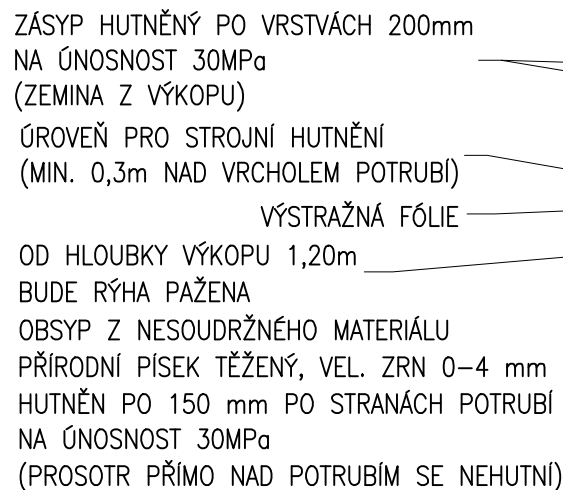 ZÁSYP HUTNĚNÝ PO VRSTVÁCH 200mm
NA ÚNOSNOST 30MPa
(ZEMINA Z VÝKOPU)
ÚROVEŇ PRO STROJNÍ HUTNĚNÍ
(MIN. 0,3m NAD VRCHOLEM POTRUBÍ)
VÝSTRAŽNÁ FÓLIE
OD HLOUBKY VÝKOPU 1,20m
BUDE RÝHA PAŽENA
OBSYP Z NESOUDRŽNÉHO MATERIÁLU
PŘÍRODNÍ PÍSEK TĚŽENÝ, VEL. ZRN 0–4 mm
HUTNĚN PO 150 mm PO STRANÁCH POTRUBÍ
NA ÚNOSNOST 30MPa
(PROSOTR PŘÍMO NAD POTRUBÍM SE NEHUTNÍ)